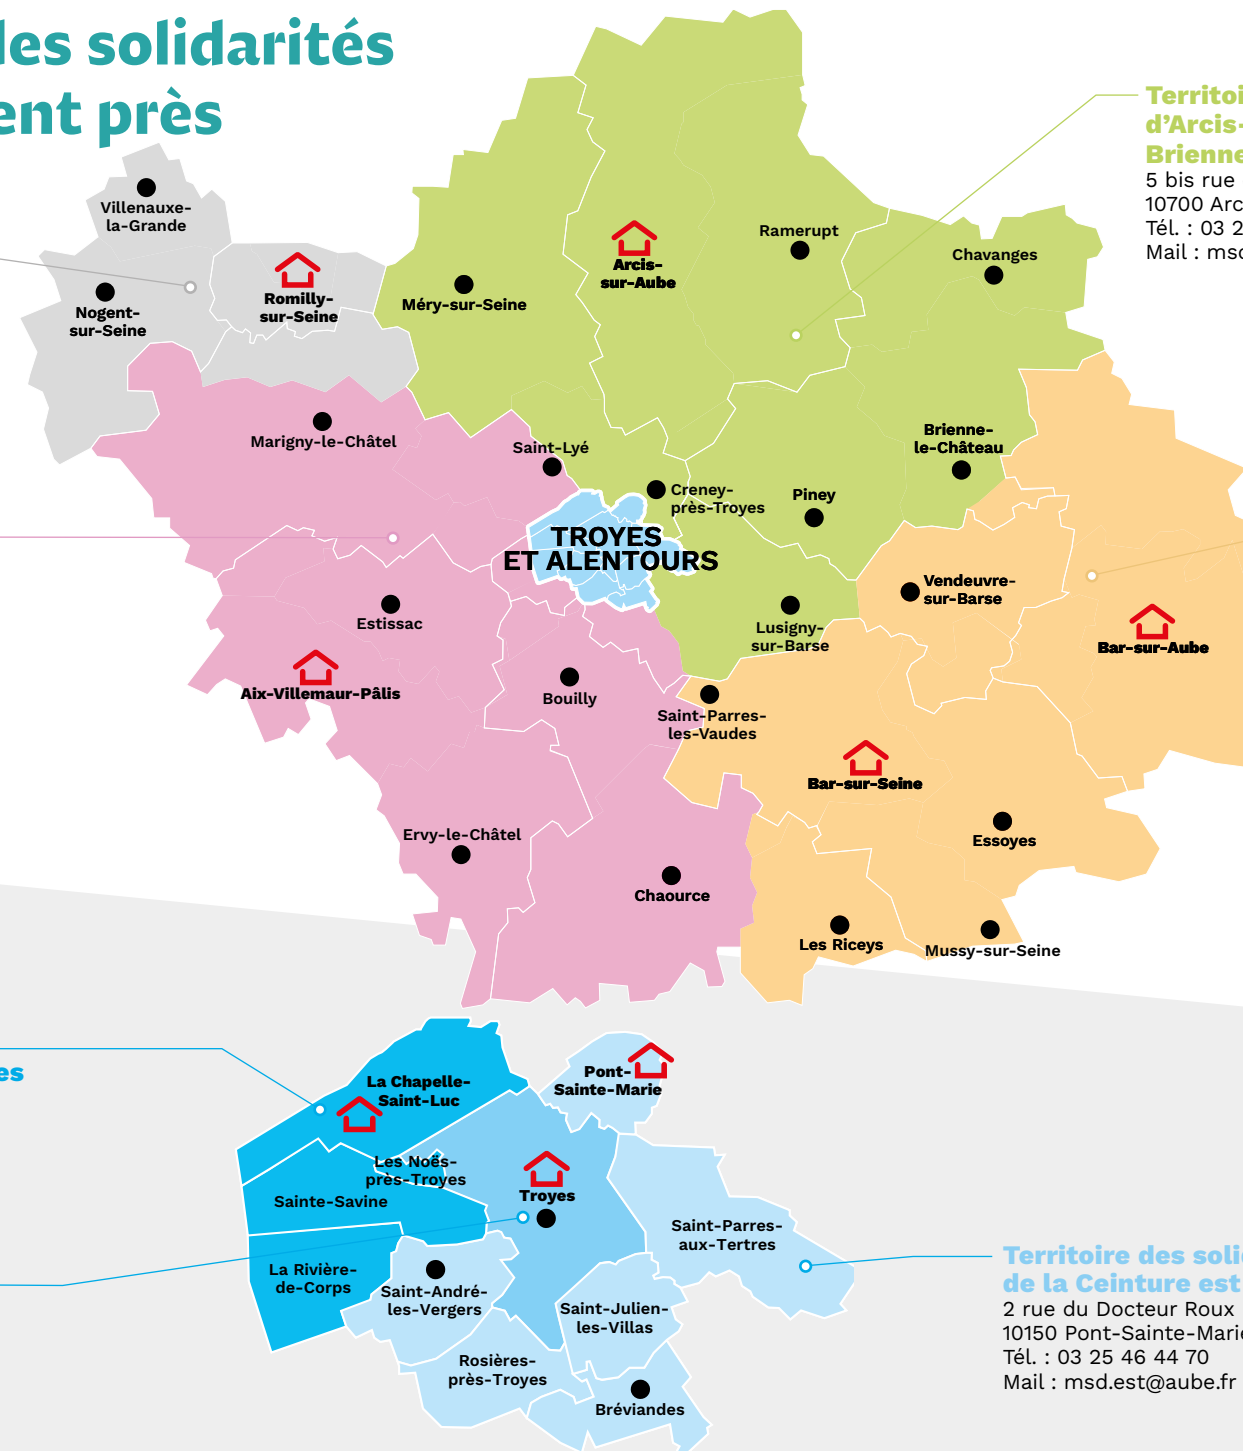 les solidarités
ent près
Territoi
d'Arcis-
Brienne
5 bis rue
10700 Arc
Tél. : 03 2
Mail : msd
Villenauxe-
la-Grande
Nogent-
sur-Seine
Romilly-
sur-Seine
Méry-sur-Seine
Arcis-
sur-Aube
Ramerupt
Chavanges
Marigny-le-Châtel
Saint-Lyé
Creney-
près-Troyes
Piney
Brienne-
le-Château
TROYES
ET ALENTOURS
Vendeuvre-
sur-Barse
Lusigny-
sur-Barse
Bar-sur-Aube
Estissac
Aix-Villemaur-Pâlis
Bouilly
Saint-Parres-
les-Vaudes
Bar-sur-Seine
Essoyes
Ervy-le-Châtel
Chaource
Les Riceys
Mussy-sur-Seine
es
La Chapelle-
Saint-Luc
Pont-
Sainte-Marie
Les Noës-
près-Troyes
Sainte-Savine
Troyes
Saint-Parres-
aux-Tertres
La Rivière-
de-Corps
Saint-André-
les-Vergers
Saint-Julien-
les-Villas
Rosières-
près-Troyes
Bréviandes
Territoire des soli
de la Ceinture est
2 rue du Docteur Roux
10150 Pont-Sainte-Marie
Tél. : 03 25 46 44 70
Mail : msd.est@aube.fr